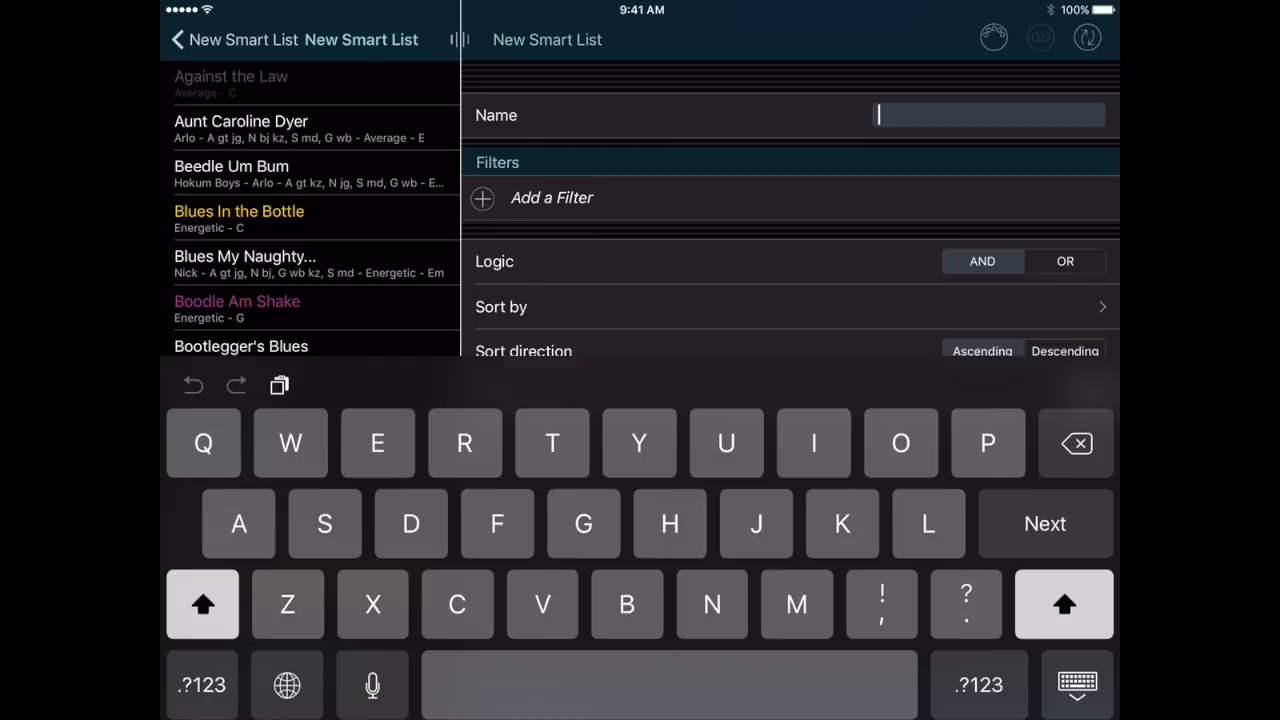 9:41 AM
100%
New Smart List New Smart List
New Smart List
Against the Law
Average - C
Aunt Caroline Dyer
Arlo - A gt jg, N bj kz, S md, G wb - Average - E
Beedle Um Bum
Hokum Boys - Arlo - A gt kz, N jg, S md, G wb - E...
Blues In the Bottle
Energetic - C
Blues My Naughty...
Nick - A gt jg, N bj, G wb kz, S md - Energetic - Em
Boodle Am Shake
Energetic - G
Bootlegger's Blues
Name
Filters
Add a Filter
Logic
AND OR
Sort by
Sort direction
Ascending Descending
Q W E R T Y U I O P
A S D F G H J K L Next
Z X C V B N M ! , ? .
.?123 .?123